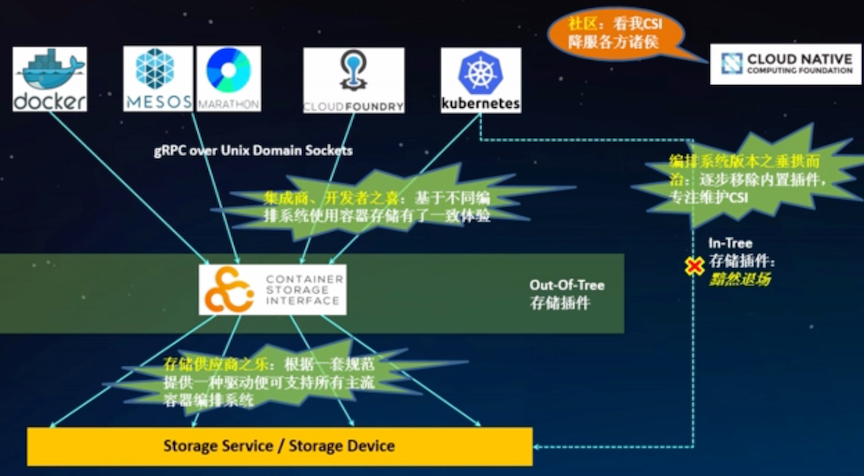 社区：看我CSI
降服各方诸侯
CLOUD NATIVE
COMPUTING FOUNDATION
docker
MESOS
MARATHON
CLOUDFOUNDRY
kubernetes
gRPC over Unix Domain Sockets
编排系统版本之垂拱而
治：逐步移除内置插件，
专注维护CSI
集成商、开发者之喜：基于不同编
排系统使用容器存储有了一致体验
In-Tree
存储插件：
黯然退场
CONTAINER
STORAGE
INTERFACE
Out-Of-Tree
存储插件
存储供应商之乐：根据一套规范
提供一种驱动便可支持所有主流
容器编排系统
Storage Service / Storage Device